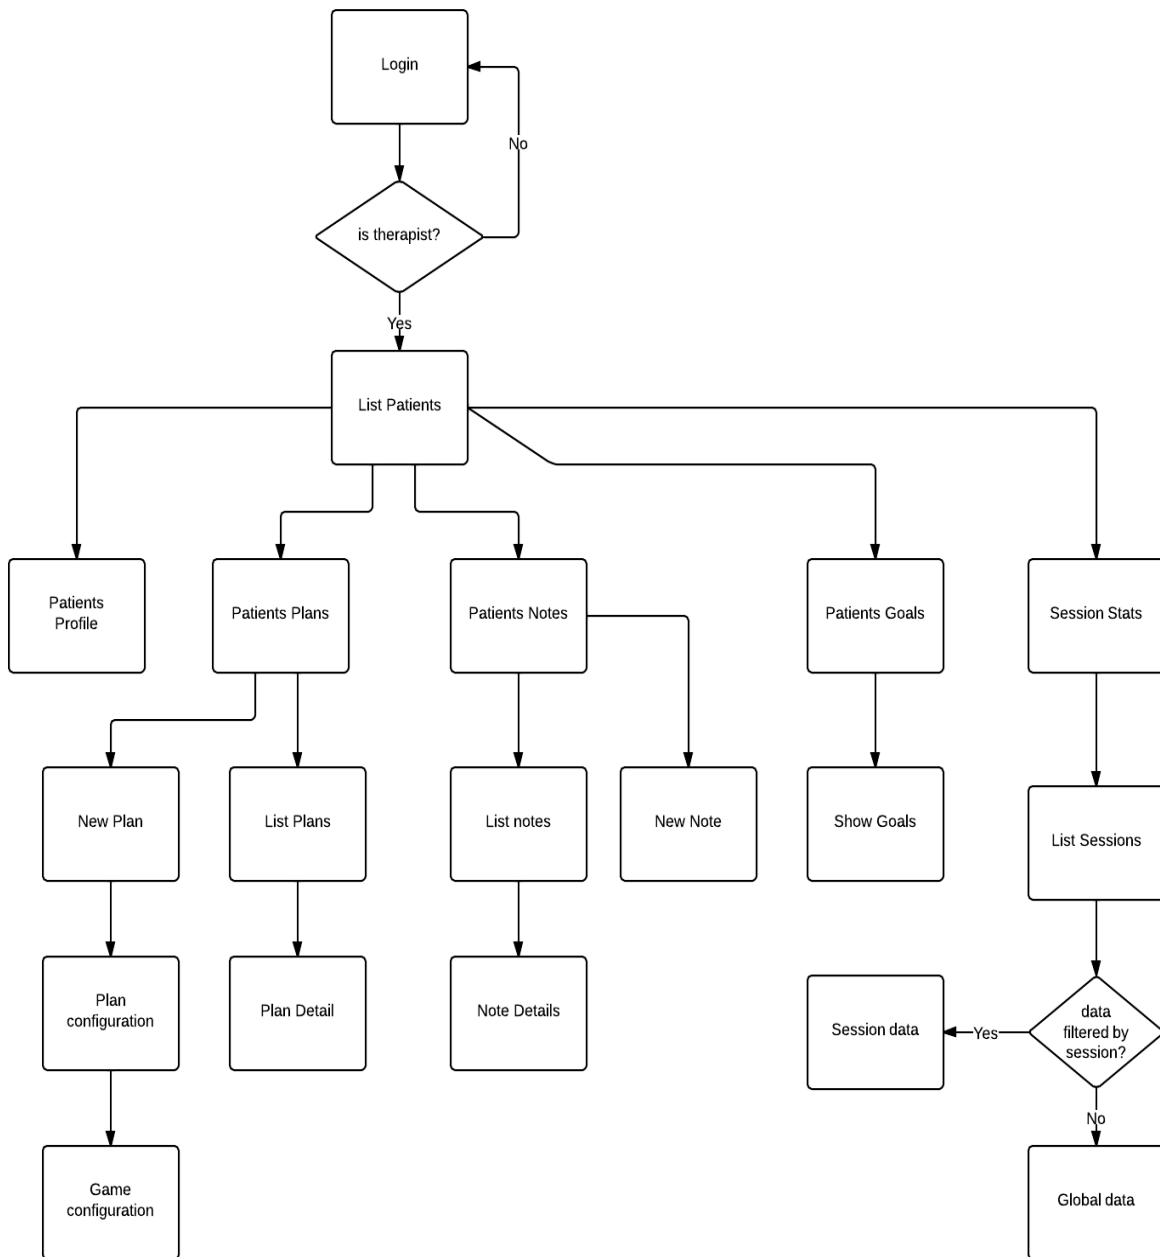 Login
No
is therapist?
Yes
List Patients
Patients
Profile
Patients Plans
Patients Notes
Patients Goals
Session Stats
New Plan
List Plans
List notes
New Note
Show Goals
List Sessions
Plan
configuration
Plan Detail
Note Details
Session data
Yes
data
filtered by
session?
No
Game
configuration
Global data